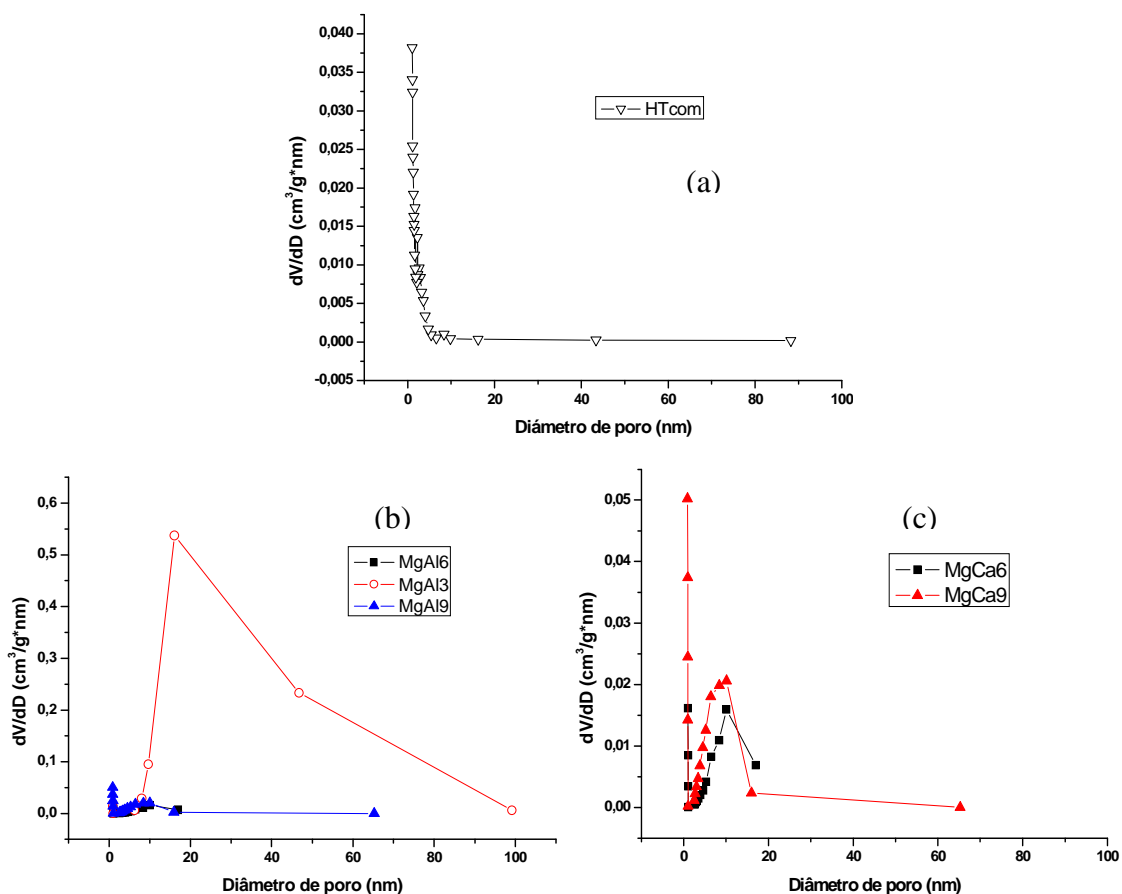 0,040
0,035
0,030
0,025
0,020
0,015
0,010
0,005
0,000
-0,005
dV/dD (cm³/g*nm)
HTcom
(a)
0 20 40 60 80 100
Diámetro de poro (nm)
0,6
0,5
0,4
0,3
0,2
0,1
0,0
dV/dD (cm³/g*nm)
(b)
MgAl6
MgAl3
MgAl9
0 20 40 60 80 100
Diâmetro de poro (nm)
0,05
0,04
0,03
0,02
0,01
0,00
dV/dD (cm³/g*nm)
(c)
MgCa6
MgCa9
0 20 40 60 80 100
Diâmetro de poro (nm)